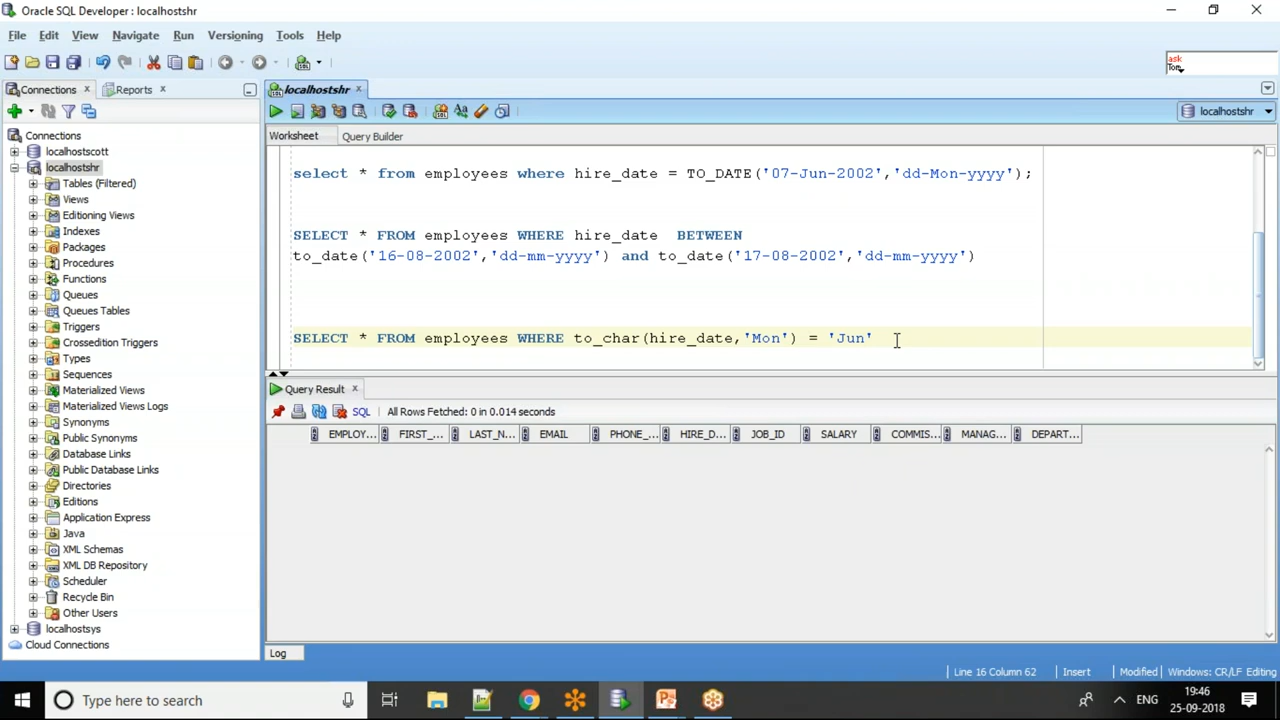 Oracle SQL Developer : localhostshr
File Edit View Navigate Run Versioning Tools Help
ask
Tom
Connections Reports localhostshr
localhostshr
Worksheet Query Builder
Connections
localhostscott
localhostshr
Tables (Filtered)
Views
Editioning Views
Indexes
Packages
Procedures
Functions
Queues
Queues Tables
Triggers
Crossedition Triggers
Types
Sequences
Materialized Views
Materialized Views Logs
Synonyms
Public Synonyms
Database Links
Public Database Links
Directories
Editions
Application Express
Java
XML Schemas
XML DB Repository
Scheduler
Recycle Bin
Other Users
localhostsys
Cloud Connections
select * from employees where hire_date = TO_DATE('07-Jun-2002','dd-Mon-yyyy');
SELECT * FROM employees WHERE hire_date  BETWEEN
to_date('16-08-2002','dd-mm-yyyy') and to_date('17-08-2002','dd-mm-yyyy')
SELECT * FROM employees WHERE to_char(hire_date,'Mon') = 'Jun'
Query Result
SQL All Rows Fetched: 0 in 0.014 seconds
EMPLOY... FIRST_... LAST_N... EMAIL PHONE_... HIRE_D... JOB_ID SALARY COMMIS... MANAG... DEPART...
Log
Line 16 Column 62 Insert Modified Windows: CR/LF Editing
Type here to search
ENG
19:46
25-09-2018